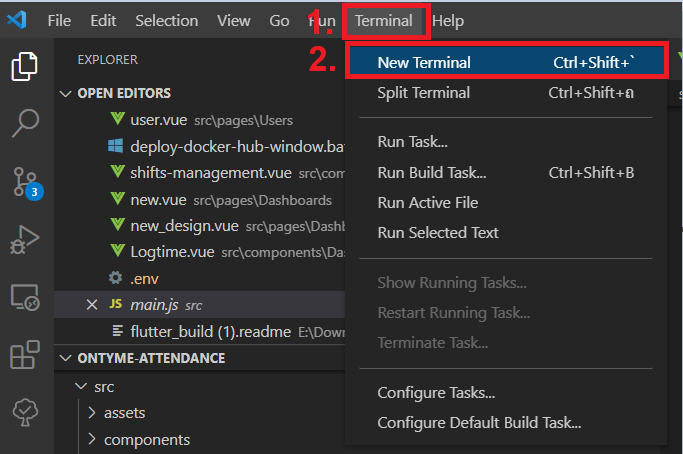 File Edit Selection View Go Run Terminal Help
1.
2.
EXPLORER
OPEN EDITORS
user.vue src\pages\Users
deploy-docker-hub-window.bat
shifts-management.vue src\com
new.vue src\pages\Dashboards
new_design.vue src\pages\Dashb
Logtime.vue src\components\Das
.env
JS main.js src
flutter_build (1).readme E:\Down
ONTYME-ATTENDANCE
src
assets
components
3
New Terminal Ctrl+Shift+`
Split Terminal Ctrl+Shift+ถ
Run Task...
Run Build Task... Ctrl+Shift+B
Run Active File
Run Selected Text
Show Running Tasks...
Restart Running Task...
Terminate Task...
Configure Tasks...
Configure Default Build Task...